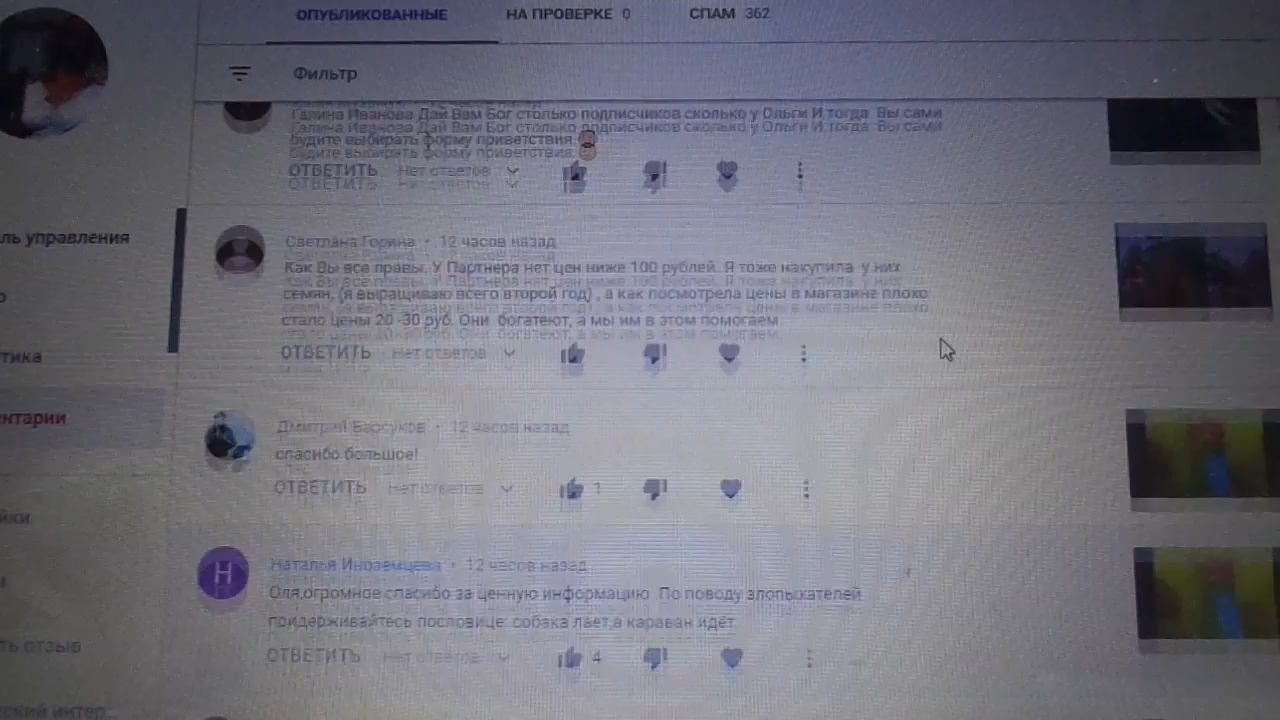 ОПУБЛИКОВАННЫЕ НА ПРОВЕРКЕ 0 СПАМ 362
Фильтр
Галина Иванова Дай Вам Бог столько подписчиков сколько у Ольги И тогда Вы сами
будите выбирать форму приветствия.
ОТВЕТИТЬ Нет ответов
ль управления
Светлана Горина • 12 часов назад
Как Вы все правы. У Партнера нет цен ниже 100 рублей. Я тоже накупила у них
семян, (я выращиваю всего второй год) , а как посмотрела цены в магазине плохо
стало цены 20 -30 руб. Они богатеют, а мы им в этом помогаем.
ОТВЕТИТЬ Нет ответов
тика
нтарии
Дмитрий Барсуков • 12 часов назад
спасибо большое!
ОТВЕТИТЬ Нет ответов 1
йки
Наталья Иноземцева • 12 часов назад
Оля,огромное спасибо за ценную информацию. По поводу злопыхателей
придерживайтесь пословице: собака лает,а караван идёт.
ОТВЕТИТЬ Нет ответов 4
ть отзыв
еский интер...